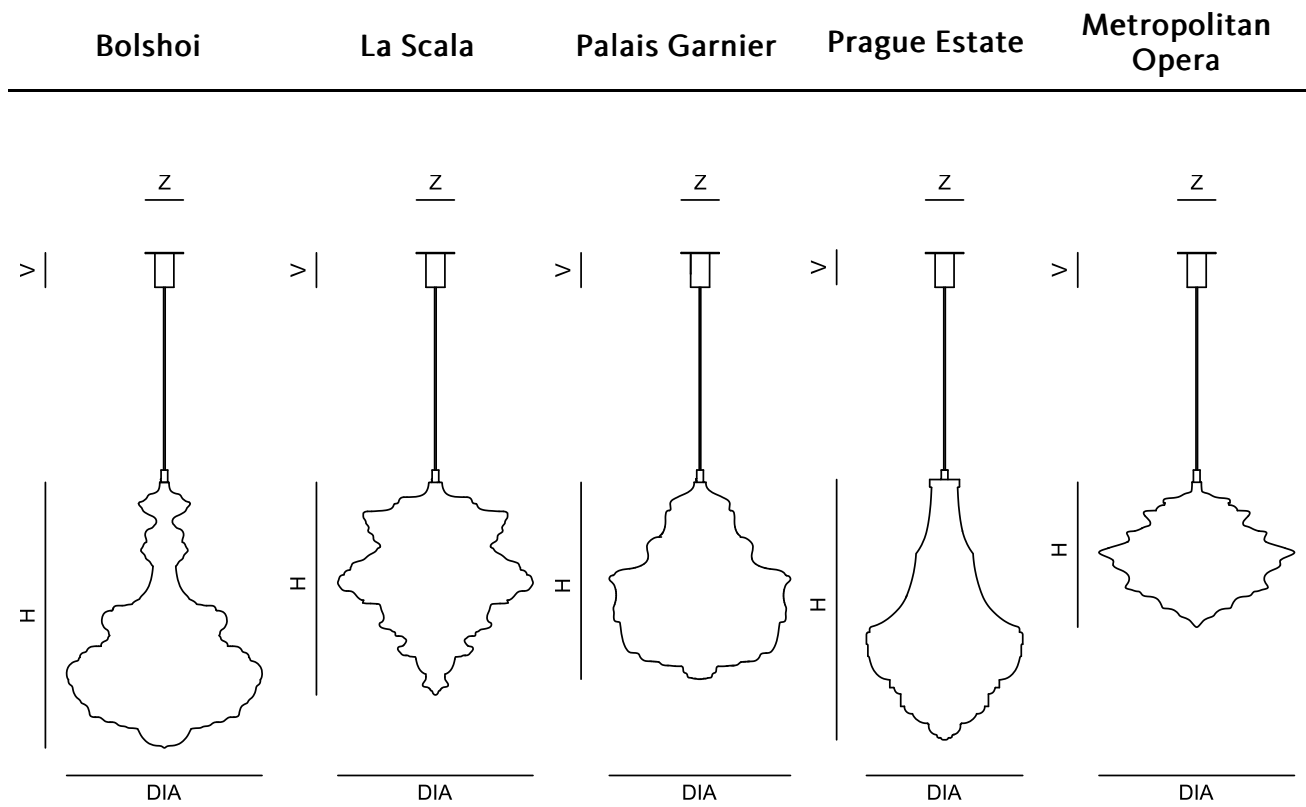 Bolshoi
La Scala
Palais Garnier
Prague Estate
Metropolitan
Opera
Z
Z
Z
Z
Z
V
V
V
V
V
H
H
H
H
H
DIA
DIA
DIA
DIA
DIA